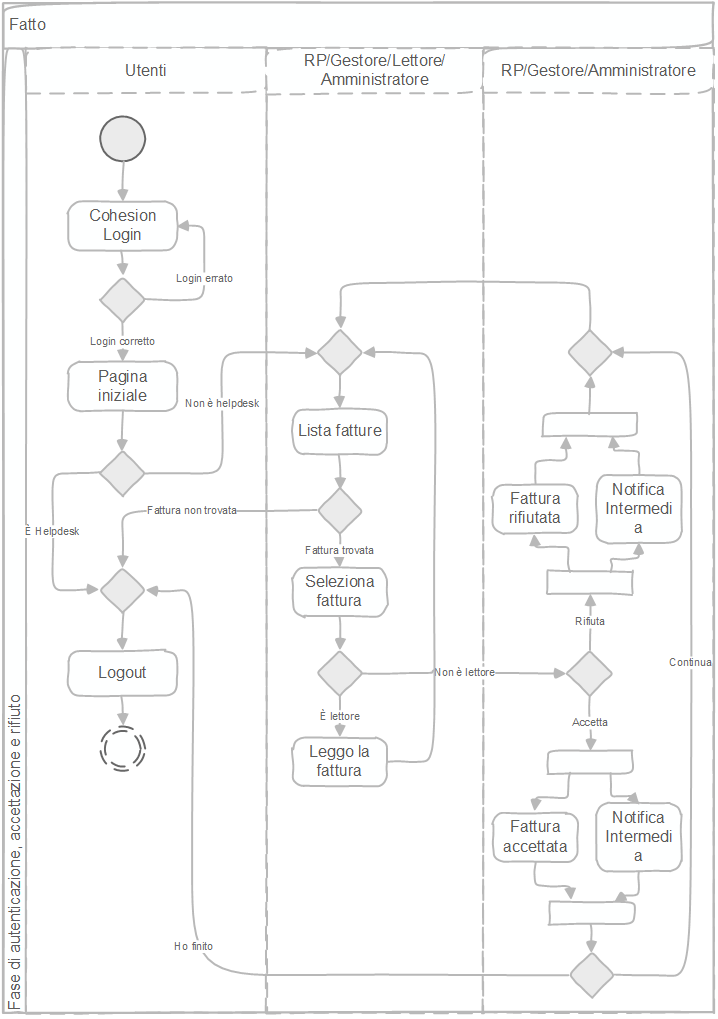 Fatto
Utenti
RP/Gestore/Lettore/
Amministratore
RP/Gestore/Amministratore
Cohesion
Login
Login errato
Login corretto
Pagina
iniziale
Non è helpdesk
È Helpdesk
Lista fatture
Fattura non trovata
Fattura trovata
Seleziona
fattura
Logout
Non è lettore
È lettore
Leggo la
fattura
Fattura
rifiutata
Notifica
Intermedi
a
Rifiuta
Continua
Accetta
Fattura
accettata
Notifica
Intermedi
a
Ho finito
Fase di autenticazione, accettazione e rifiuto